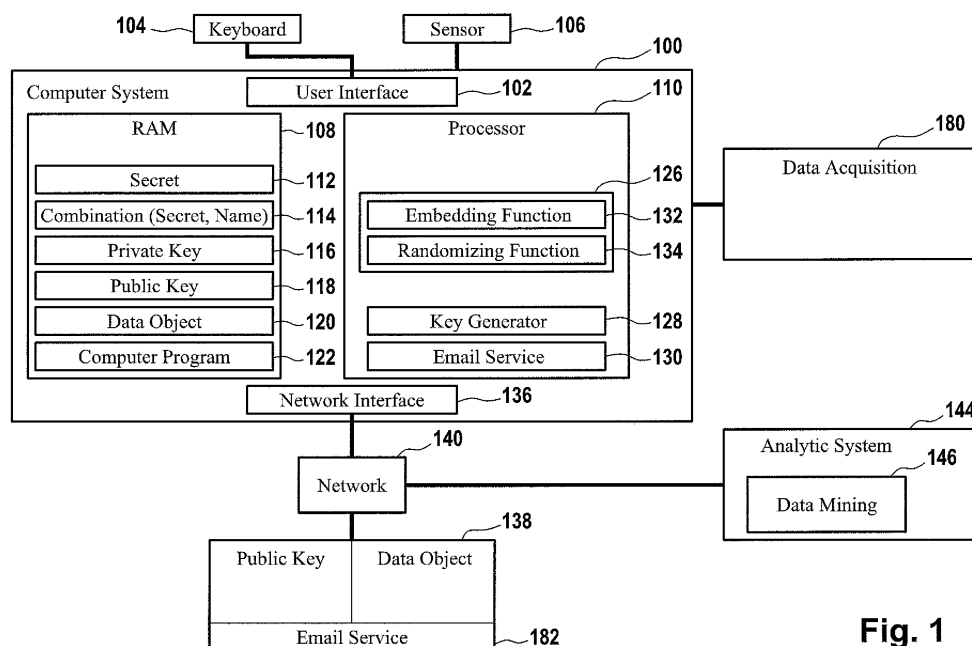 104 Keyboard Sensor 106
100
Computer System User Interface 102 110
RAM 108 Processor
180
Data Acquisition
Secret 112 126
Combination (Secret, Name) 114 Embedding Function 132
Private Key 116 Randomizing Function 134
Public Key 118
Data Object 120 Key Generator 128
Computer Program 122 Email Service 130
Network Interface 136
140 144
Analytic System
146
Network Data Mining
138
Public Key Data Object
Email Service 182
Fig. 1